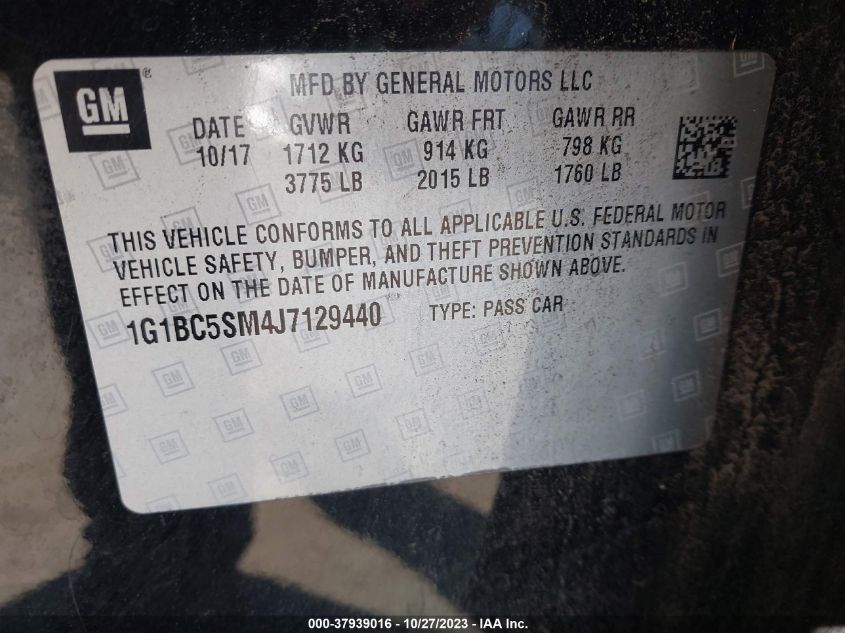 GM ®
MFD BY GENERAL MOTORS LLC
DATE GVWR GAWR FRT GAWR RR
10/17 1712 KG 914 KG 798 KG
3775 LB 2015 LB 1760 LB
THIS VEHICLE CONFORMS TO ALL APPLICABLE U.S. FEDERAL MOTOR
VEHICLE SAFETY, BUMPER, AND THEFT PREVENTION STANDARDS IN
EFFECT ON THE DATE OF MANUFACTURE SHOWN ABOVE.
1G1BC5SM4J7129440 TYPE: PASS CAR
000-37939016 - 10/27/2023 - IAA Inc.